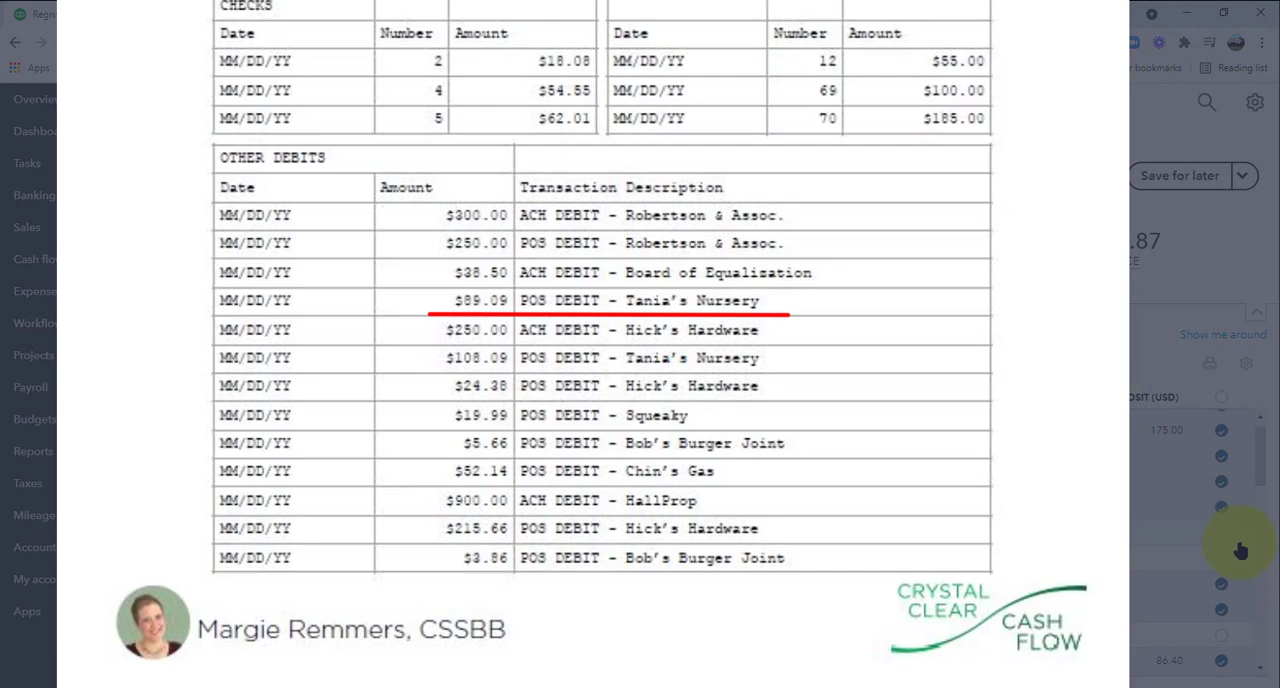 CHECKS
Date Number Amount Date Number Amount
MM/DD/YY 2 $18.08 MM/DD/YY 12 $55.00
MM/DD/YY 4 $54.55 MM/DD/YY 69 $100.00
MM/DD/YY 5 $62.01 MM/DD/YY 70 $185.00
OTHER DEBITS
Date Amount Transaction Description
MM/DD/YY $300.00 ACH DEBIT - Robertson & Assoc.
MM/DD/YY $250.00 POS DEBIT - Robertson & Assoc.
MM/DD/YY $38.50 ACH DEBIT - Board of Equalization
MM/DD/YY $89.09 POS DEBIT - Tania's Nursery
MM/DD/YY $250.00 ACH DEBIT - Hick's Hardware
MM/DD/YY $108.09 POS DEBIT - Tania's Nursery
MM/DD/YY $24.38 POS DEBIT - Hick's Hardware
MM/DD/YY $19.99 POS DEBIT - Squeaky
MM/DD/YY $5.66 POS DEBIT - Bob's Burger Joint
MM/DD/YY $52.14 POS DEBIT - Chin's Gas
MM/DD/YY $900.00 ACH DEBIT - HallProp
MM/DD/YY $215.66 POS DEBIT - Hick's Hardware
MM/DD/YY $3.86 POS DEBIT - Bob's Burger Joint
Margie Remmers, CSSBB
CRYSTAL
CLEAR
CASH
FLOW
Regis
Apps
Overview
Dashboa
Tasks
Banking
Sales
Cash flo
Expense
Workflow
Projects
Payroll
Budgets
Reports
Taxes
Mileage
Account
My acco
Apps
r bookmarks Reading list
Save for later
.87
CE
Show me around
OSIT (USD)
175.00
86.40